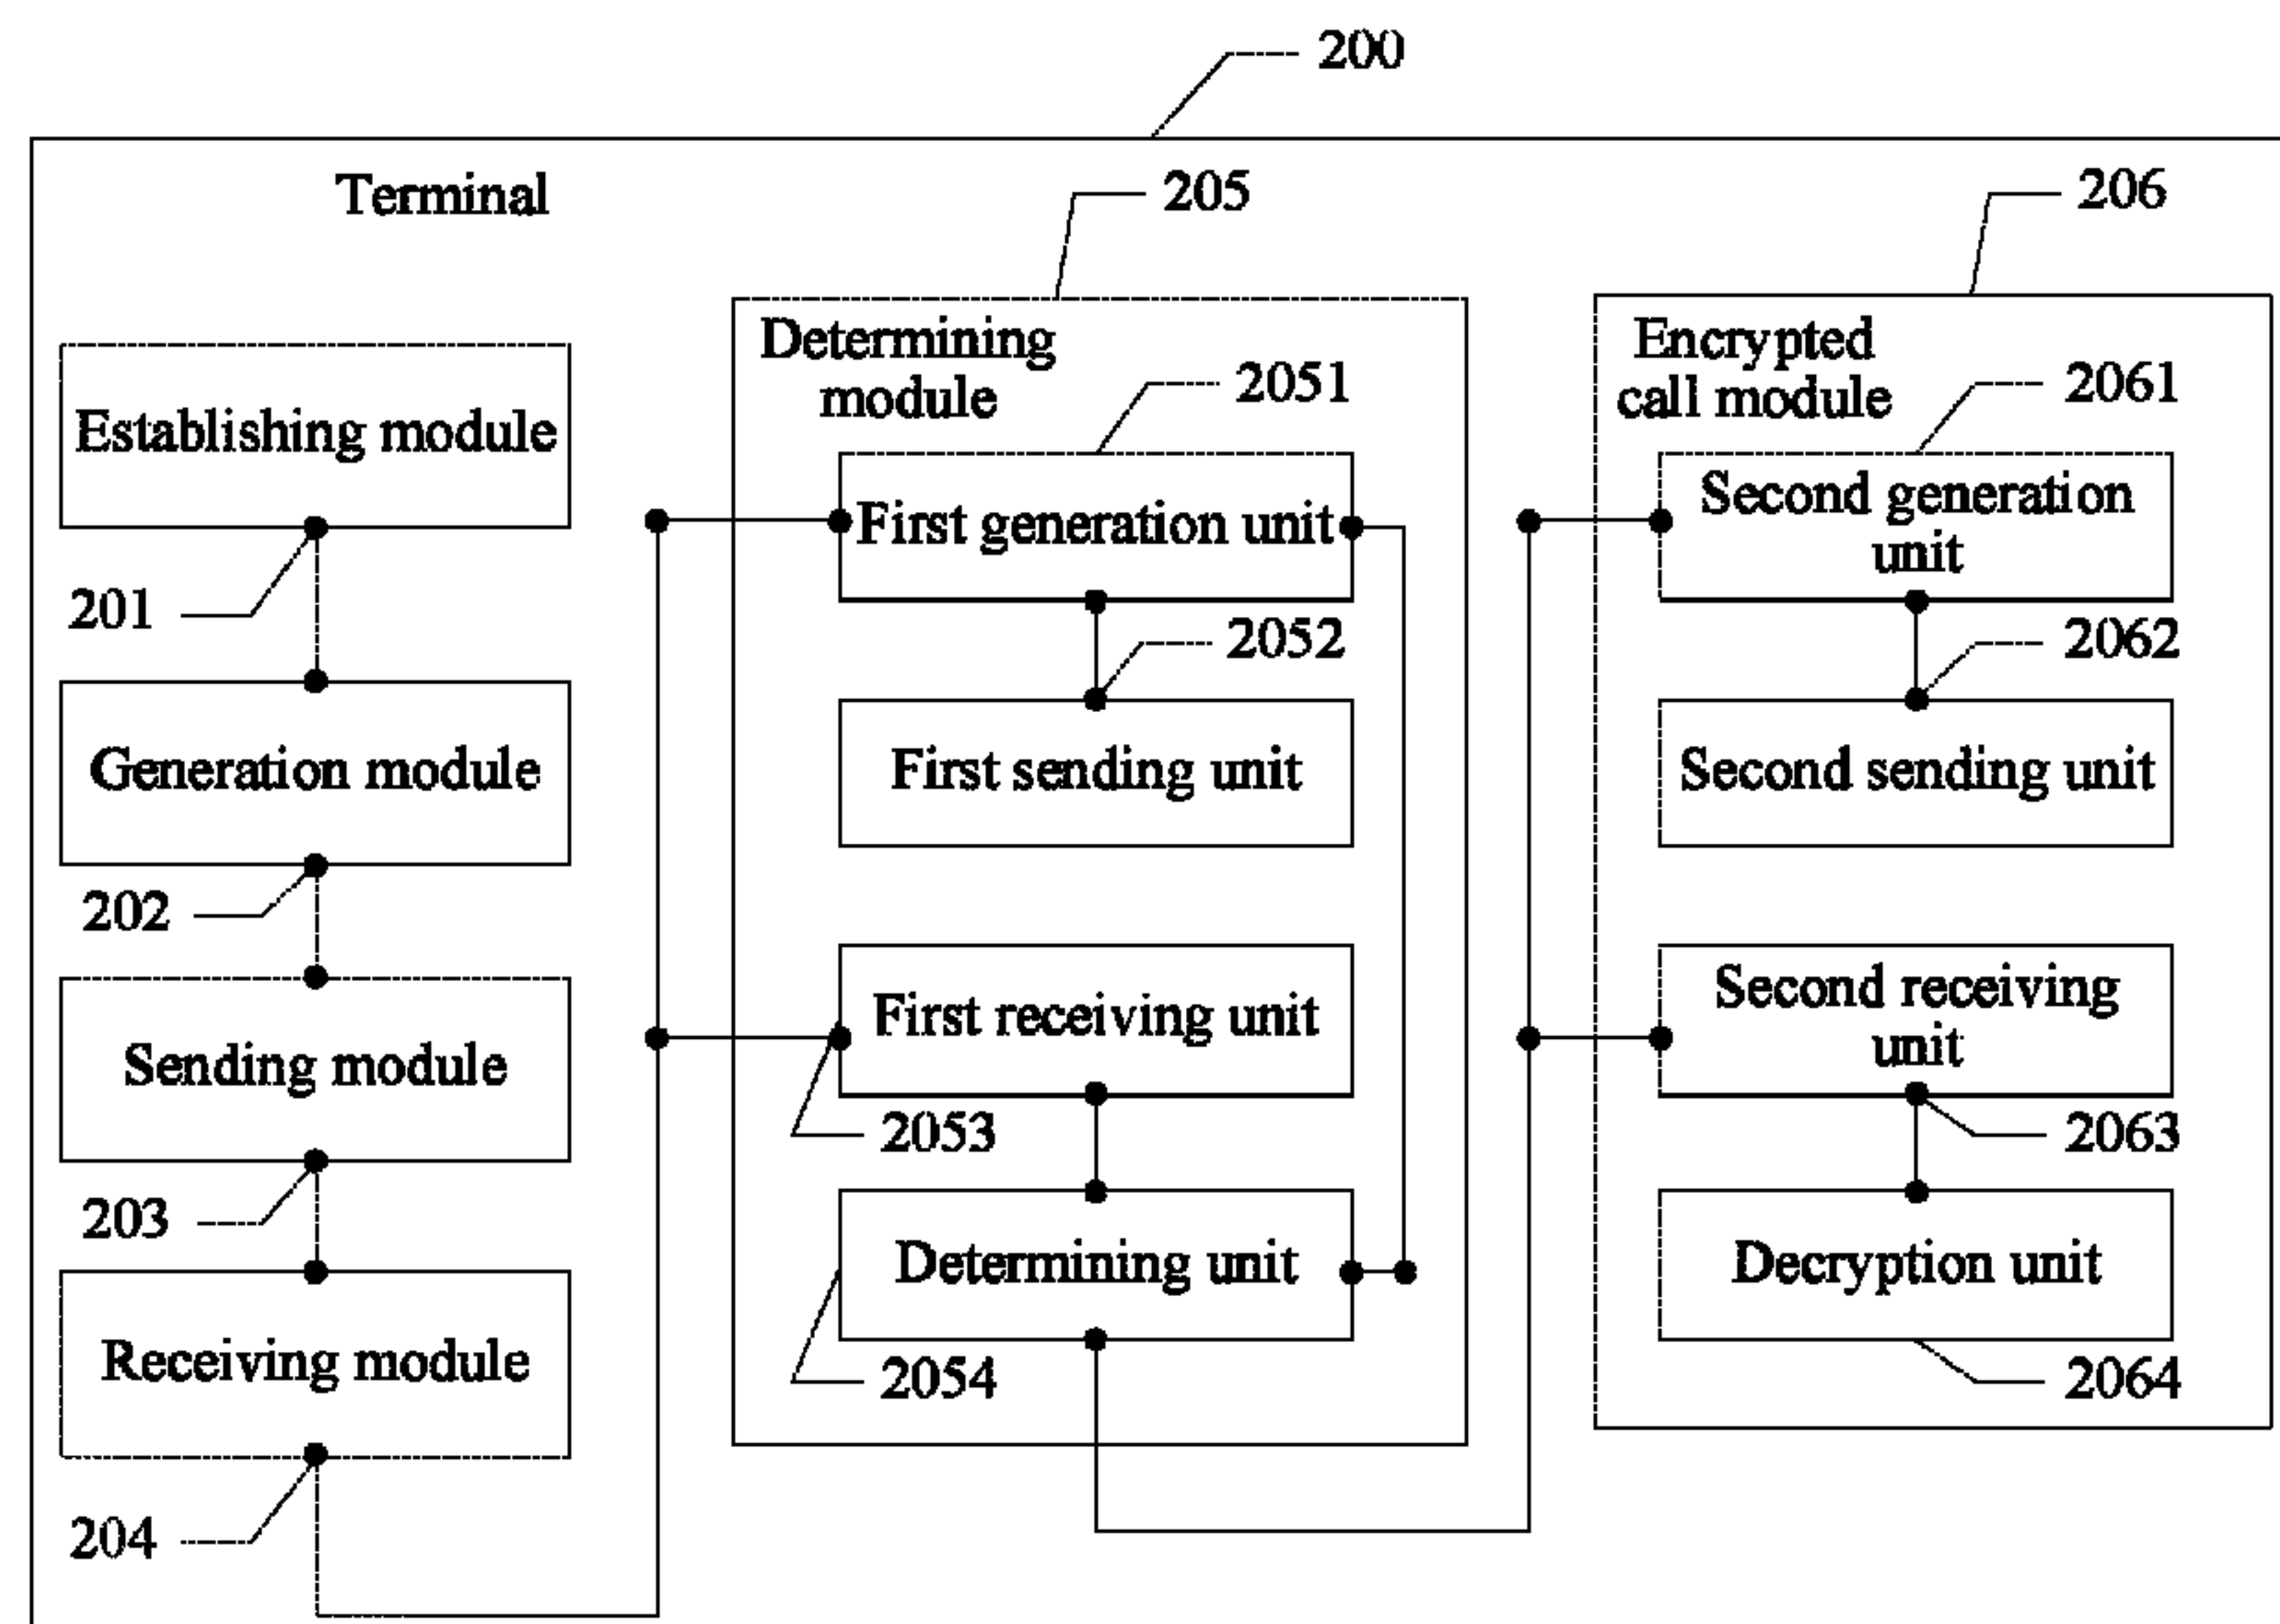 200
Terminal
205
206
Establishing module
201
Generation module
202
Sending module
203
Receiving module
204
Determining
module
2051
First generation unit
2052
First sending unit
First receiving unit
2053
Determining unit
2054
Encrypted
call module
2061
Second generation
unit
2062
Second sending unit
Second receiving
unit
2063
Decryption unit
2064